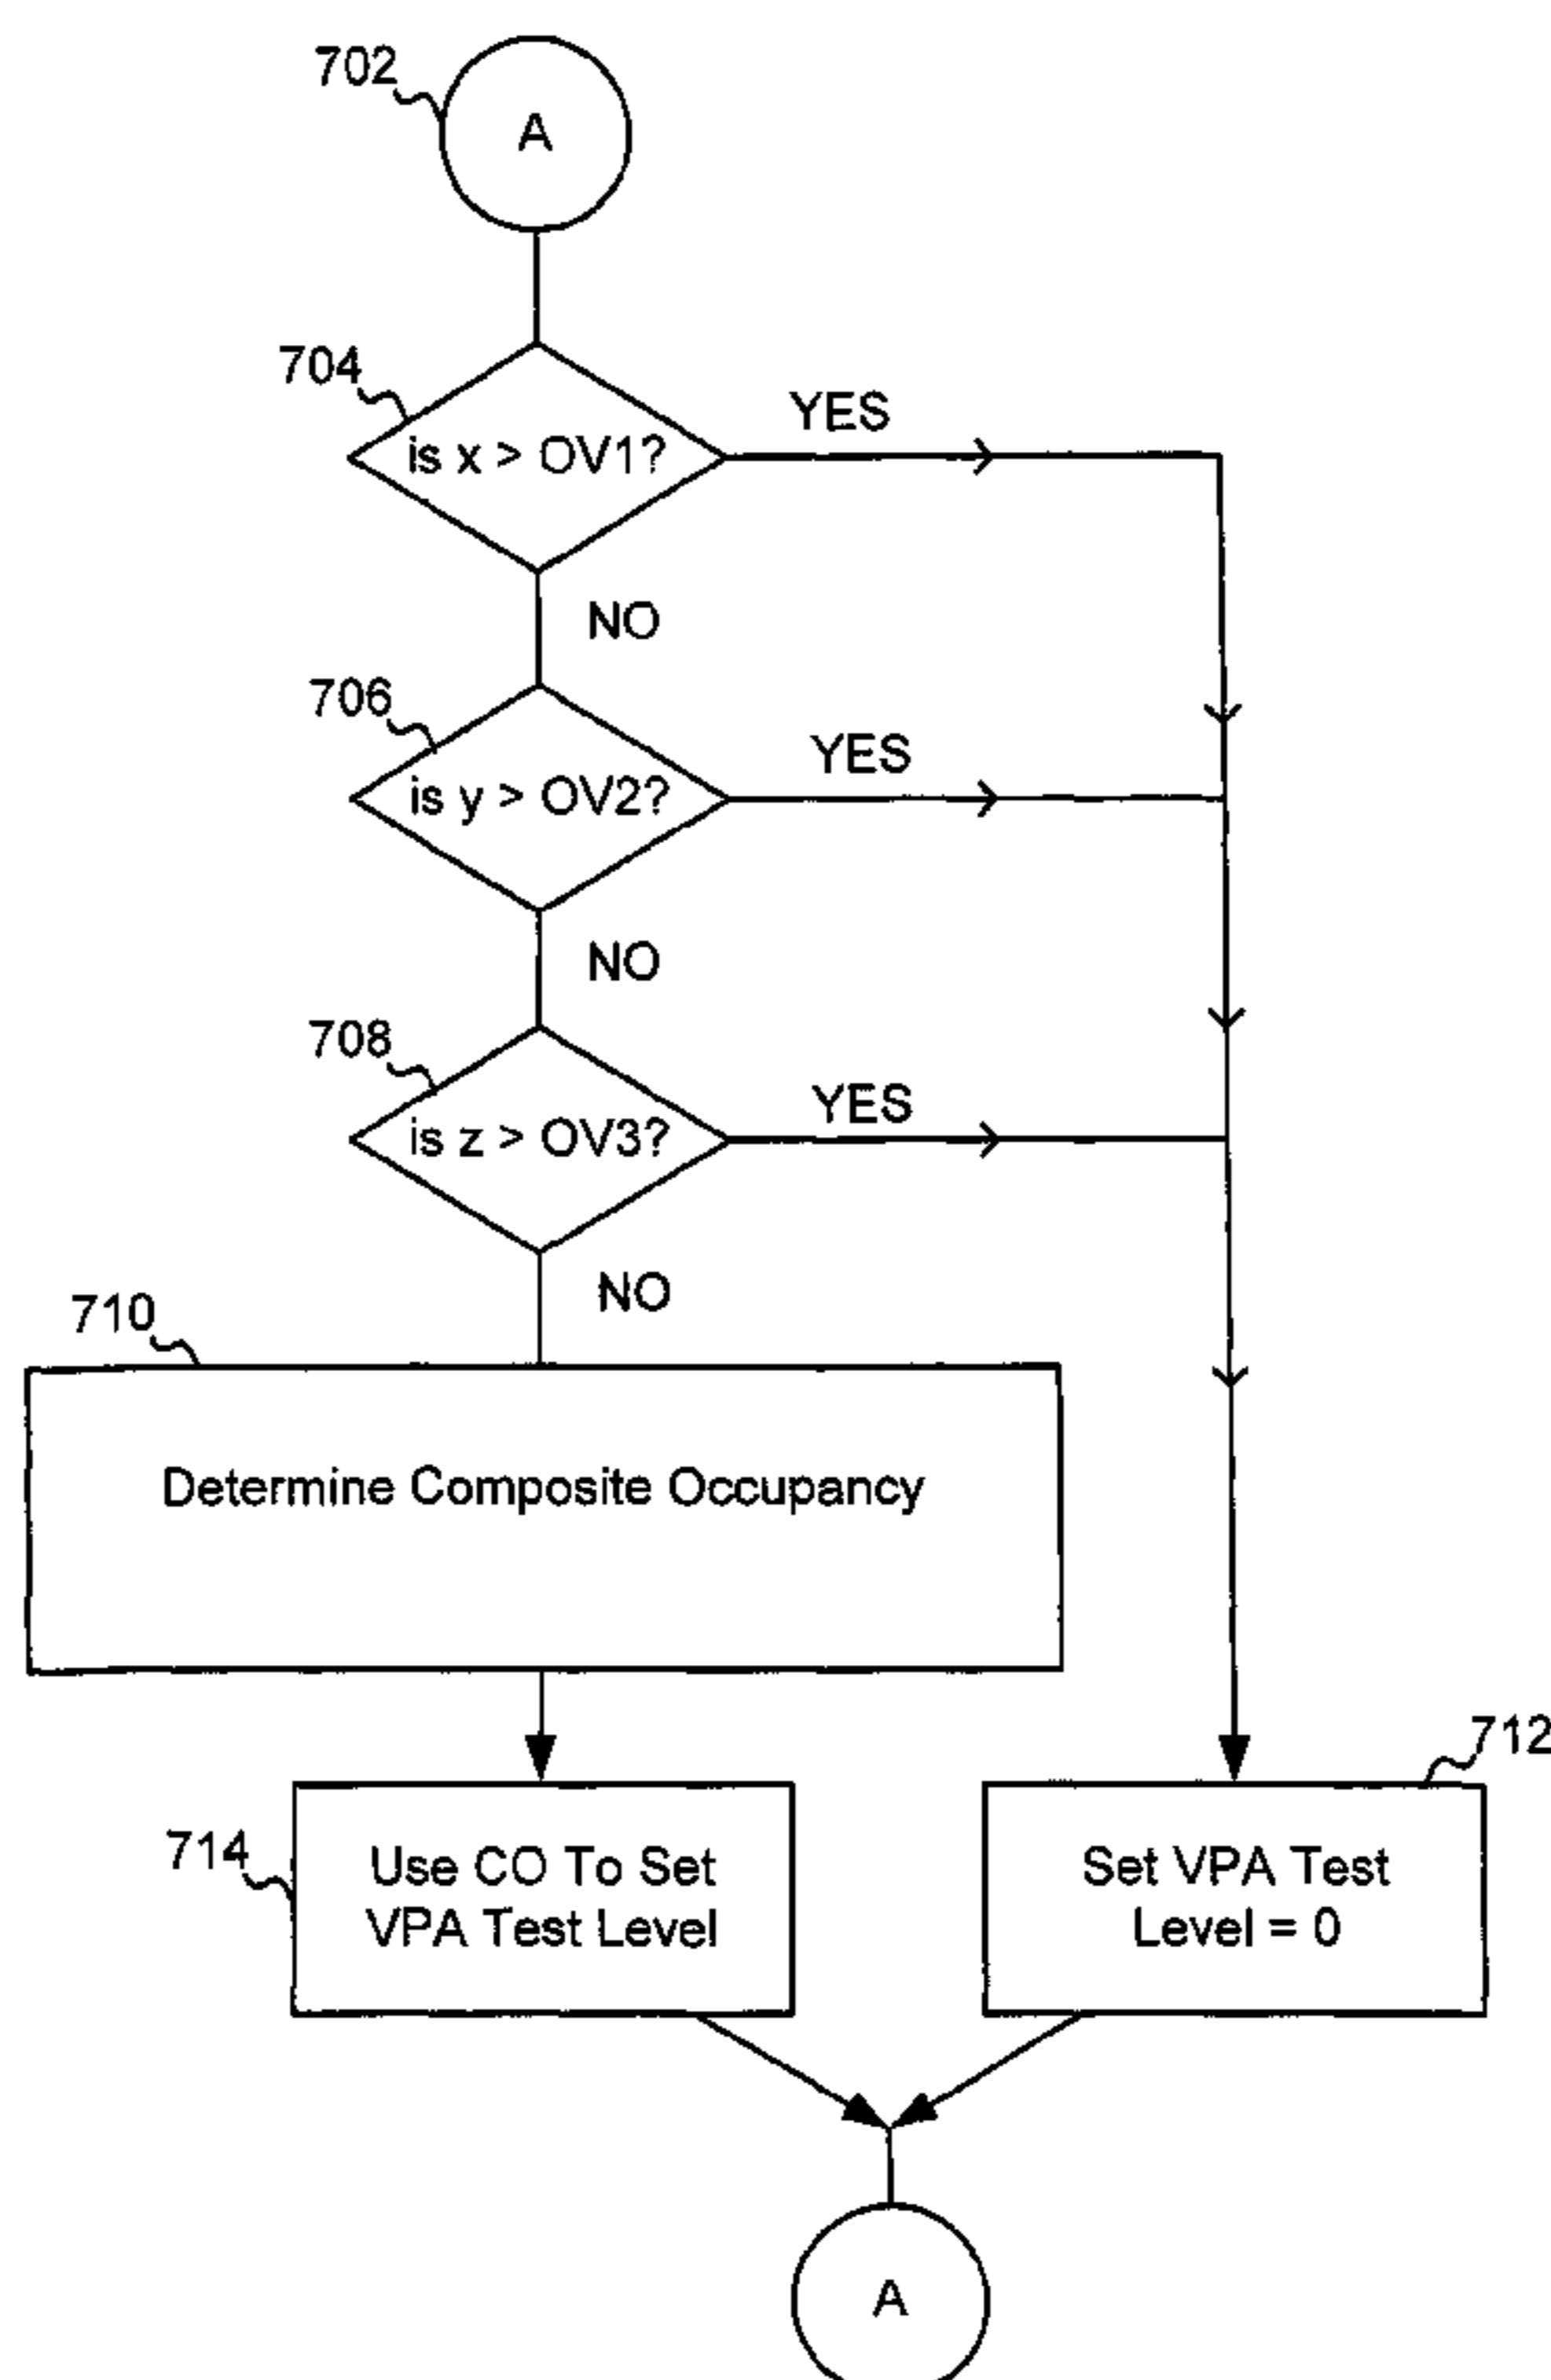 702
A
704
is x > OV1?
YES
NO
706
is y > OV2?
YES
NO
708
is z > OV3?
YES
NO
710
Determine Composite Occupancy
712
714
Use CO To Set
VPA Test Level
Set VPA Test
Level = 0
A